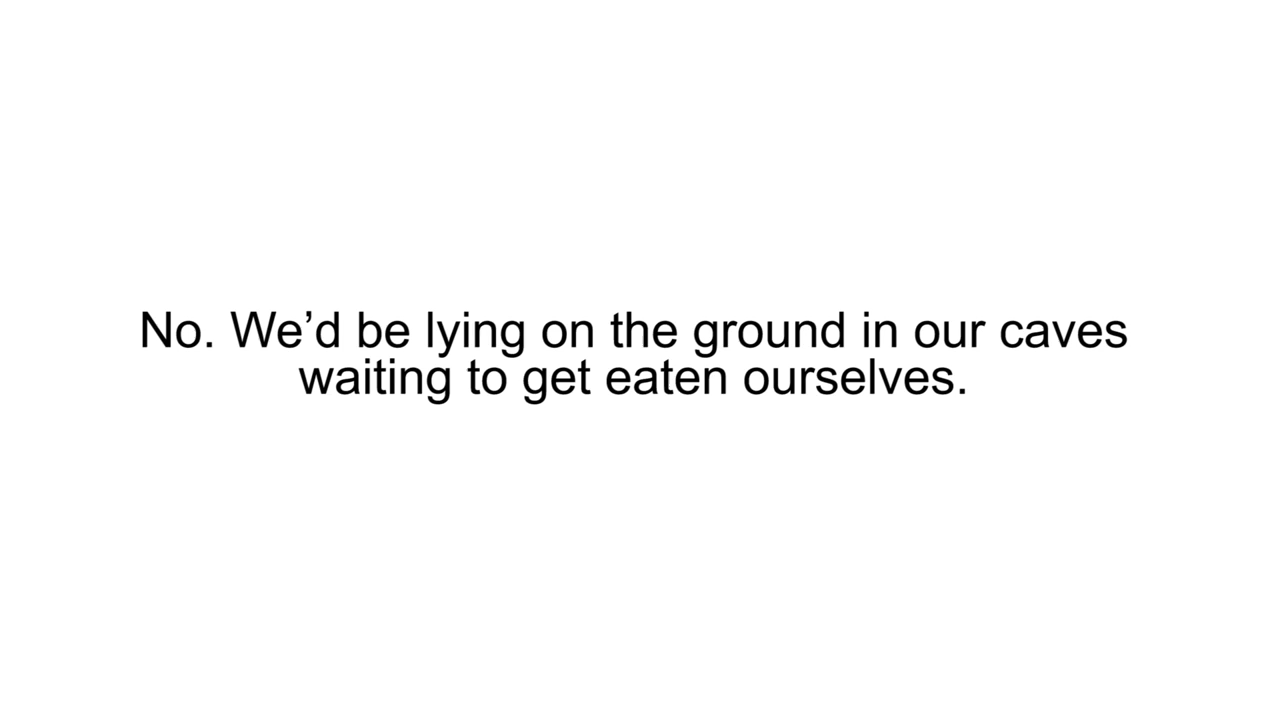 No. We’d be lying on the ground in our caves
waiting to get eaten ourselves.